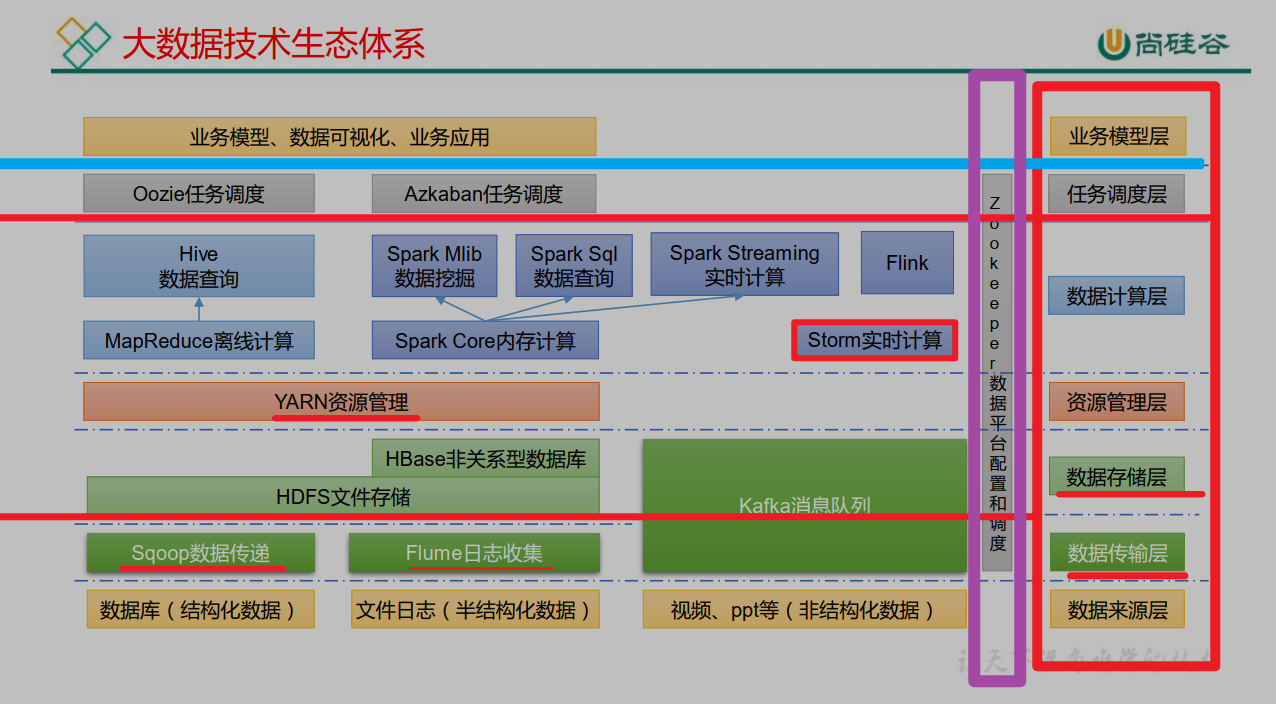 大数据技术生态体系
尚硅谷
业务模型、数据可视化、业务应用
业务模型层
Oozie任务调度
Azkaban任务调度
任务调度层
Hive
数据查询
Spark Mlib
数据挖掘
Spark Sql
数据查询
Spark Streaming
实时计算
Flink
数据计算层
MapReduce离线计算
Spark Core内存计算
Storm实时计算
Zookeeper数据平台配置和调度
YARN资源管理
资源管理层
HBase非关系型数据库
HDFS文件存储
Kafka消息队列
数据存储层
Sqoop数据传递
Flume日志收集
数据传输层
数据库（结构化数据）
文件日志（半结构化数据）
视频、ppt等（非结构化数据）
数据来源层